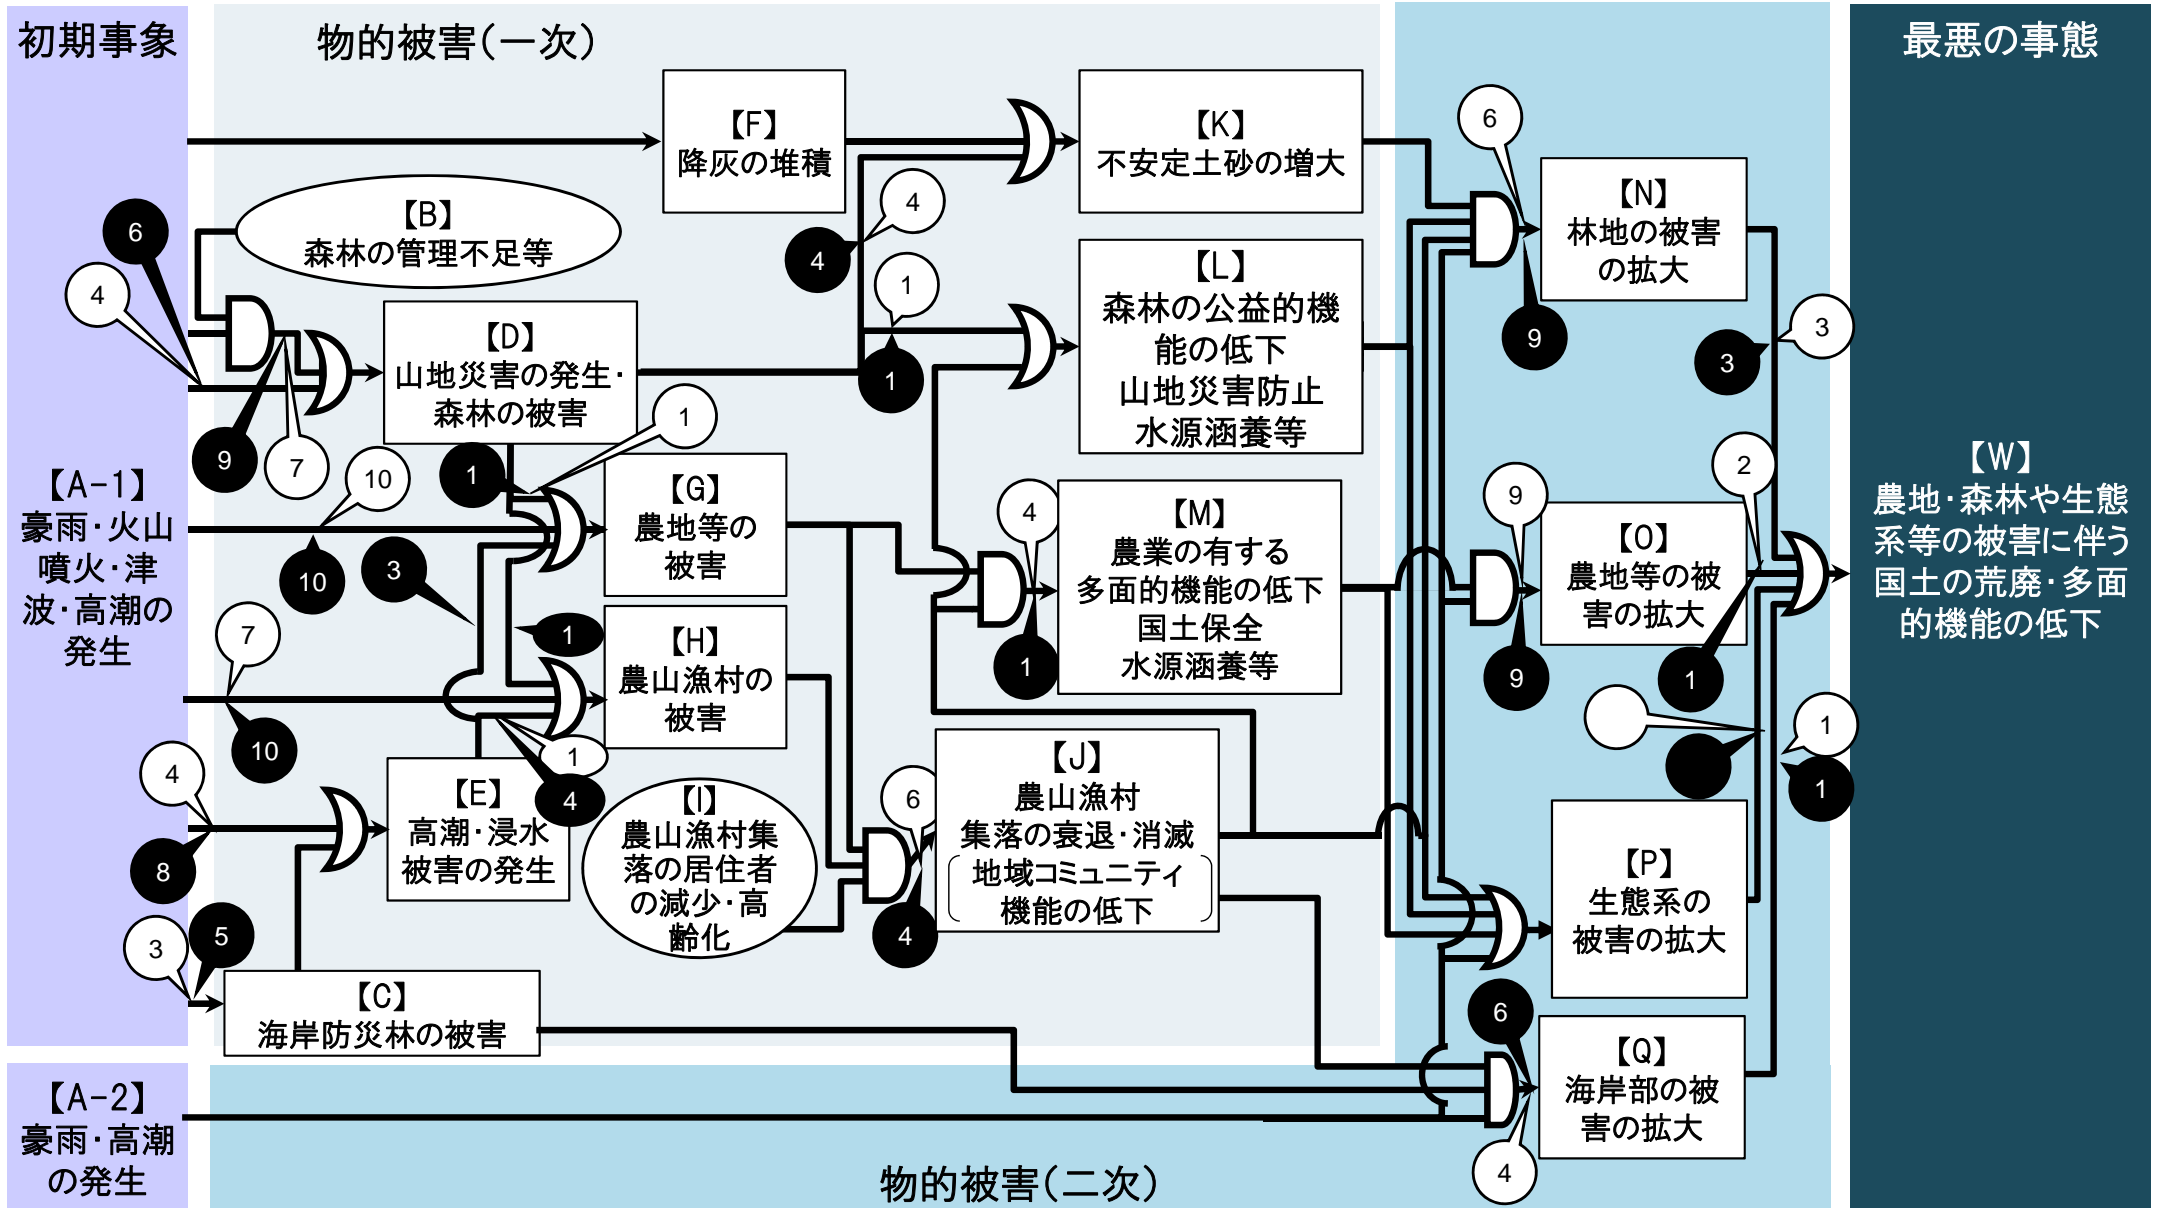 初期事象
物的被害（一次）
最悪の事態
【F】
降灰の堆積
【K】
不安定土砂の増大
6
【N】
林地の被害
の拡大
【B】
森林の管理不足等
6
4
4
4
【L】
森林の公益的機
能の低下
山地災害防止
水源涵養等
1
1
9
3
3
【D】
山地災害の発生・
森林の被害
9
7
10
10
1
1
【A-1】
豪雨・火山
噴火・津
波・高潮の
発生
【G】
農地等の
被害
3
1
4
【M】
農業の有する
多面的機能の低下
国土保全
水源涵養等
1
9
【O】
農地等の被
害の拡大
9
2
1
【W】
農地・森林や生態
系等の被害に伴う
国土の荒廃・多面
的機能の低下
7
10
【H】
農山漁村の
被害
1
4
4
8
【E】
高潮・浸水
被害の発生
【I】
農山漁村集
落の居住者
の減少・高
齢化
6
4
【J】
農山漁村
集落の衰退・消滅
地域コミュニティ
機能の低下
1
1
【P】
生態系の
被害の拡大
3
5
【C】
海岸防災林の被害
6
【Q】
海岸部の被
害の拡大
4
【A-2】
豪雨・高潮
の発生
物的被害（二次）